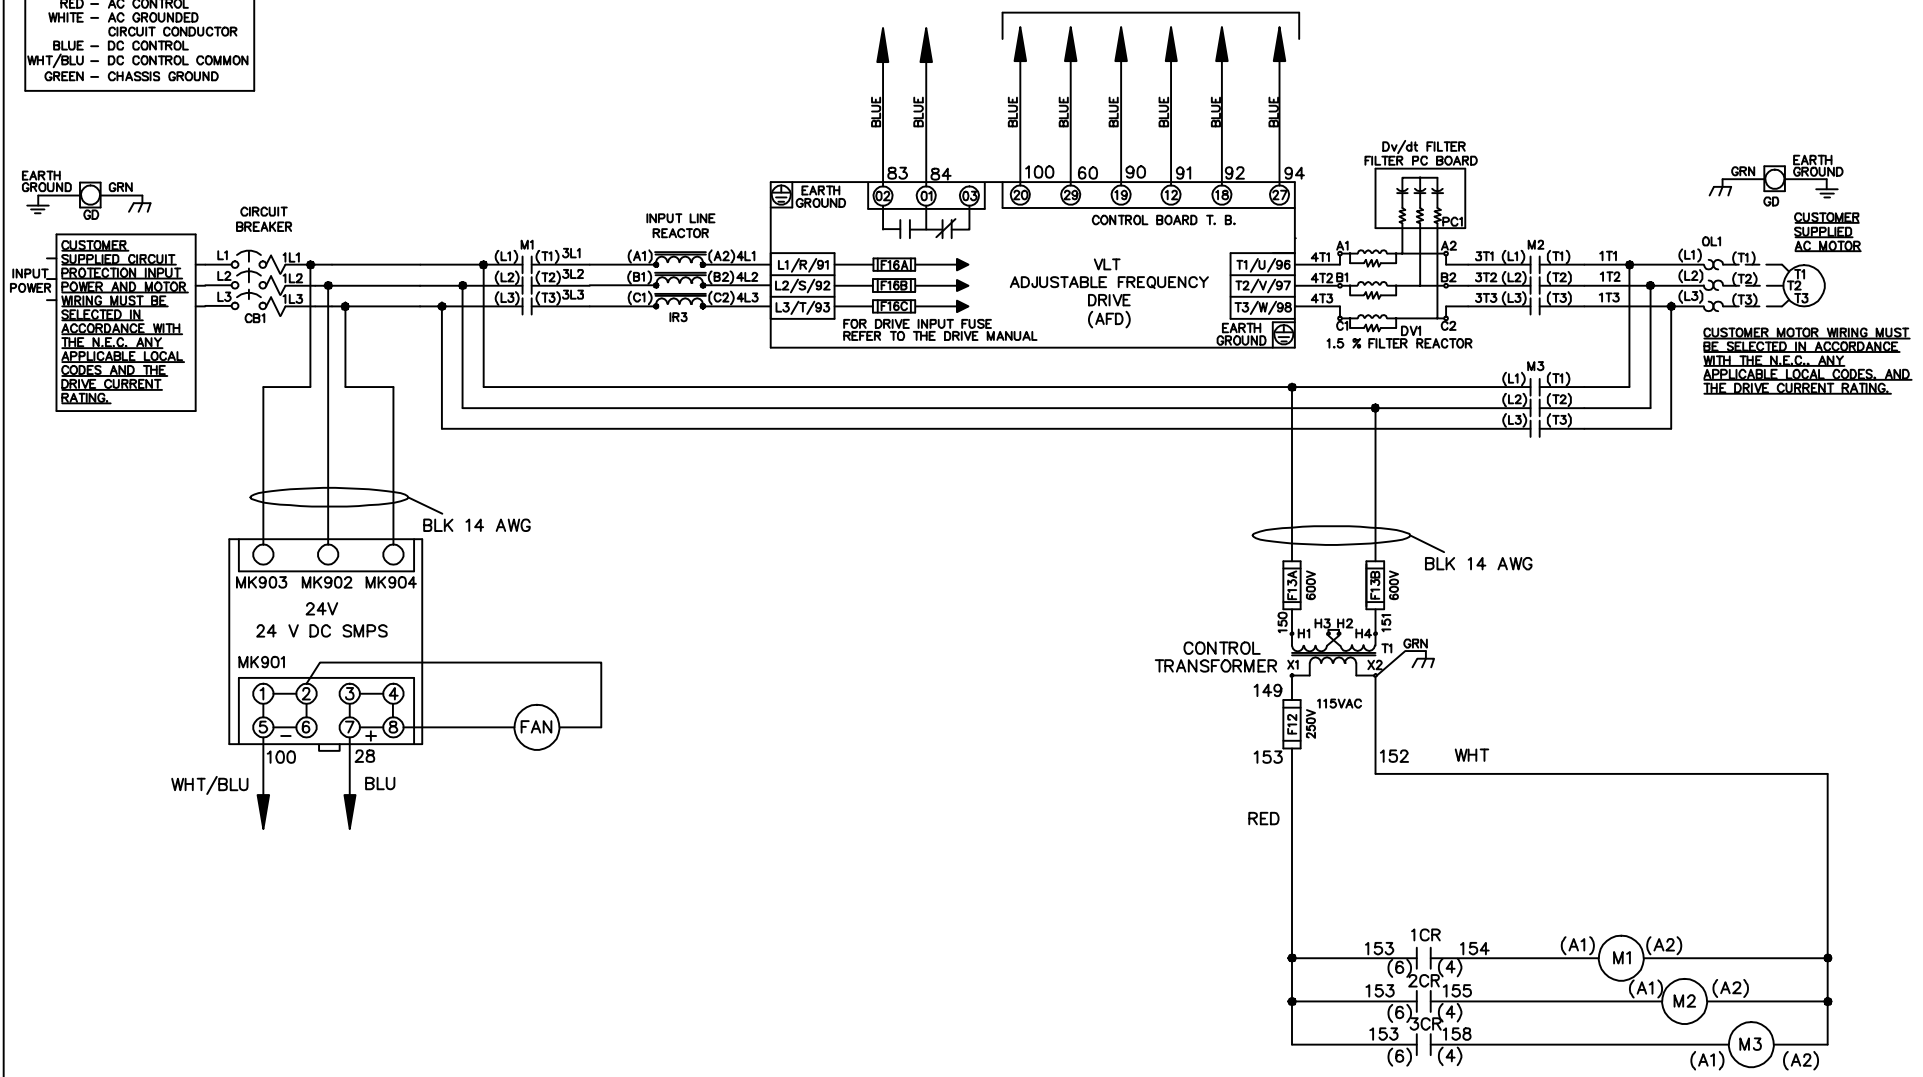 RED – AC CONTROL
WHITE – AC GROUNDED
CIRCUIT CONDUCTOR
BLUE – DC CONTROL
WHT/BLU – DC CONTROL COMMON
GREEN – CHASSIS GROUND
BLUE
BLUE
BLUE
BLUE
BLUE
BLUE
BLUE
BLUE
EARTH
GROUND
GRN
GD
CIRCUIT
BREAKER
INPUT
POWER
CUSTOMER
SUPPLIED CIRCUIT
PROTECTION INPUT
POWER AND MOTOR
WIRING MUST BE
SELECTED IN
ACCORDANCE WITH
THE N.E.C. ANY
APPLICABLE LOCAL
CODES AND THE
DRIVE CURRENT
RATING.
L1 1L1
L2 1L2
L3 1L3
CB1
M1
(L1) (T1) 3L1
(L2) (T2) 3L2
(L3) (T3) 3L3
INPUT LINE
REACTOR
(A1) (A2) 4L1
(B1) (B2) 4L2
(C1) (C2) 4L3
IR3
EARTH
GROUND
83 84
02 01 03
100 60 90 91 92 94
20 29 19 12 18 27
CONTROL BOARD T. B.
L1/R/91 F16A
L2/S/92 F16B
L3/T/93 F16C
FOR DRIVE INPUT FUSE
REFER TO THE DRIVE MANUAL
VLT
ADJUSTABLE FREQUENCY
DRIVE
(AFD)
T1/U/96
T2/V/97
T3/W/98
EARTH
GROUND
Dv/dt FILTER
FILTER PC BOARD
PC1
4T1 A1 A2
4T2 B1 B2
4T3 C1 C2
DV1
1.5 % FILTER REACTOR
M2
3T1 (L1) (T1) 1T1
3T2 (L2) (T2) 1T2
3T3 (L3) (T3) 1T3
OL1
(L1) (T1)
(L2) (T2)
(L3) (T3)
T1
T2
T3
GRN
GD
EARTH
GROUND
CUSTOMER
SUPPLIED
AC MOTOR
CUSTOMER MOTOR WIRING MUST
BE SELECTED IN ACCORDANCE
WITH THE N.E.C., ANY
APPLICABLE LOCAL CODES, AND
THE DRIVE CURRENT RATING.
M3
(L1) (T1)
(L2) (T2)
(L3) (T3)
BLK 14 AWG
MK903 MK902 MK904
24V
24 V DC SMPS
MK901
1 2 3 4
5 – 6 7 + 8
FAN
100 28
WHT/BLU BLU
BLK 14 AWG
F13A 600V
F13B 600V
150 151
H1 H3 H2 H4
CONTROL
TRANSFORMER
T1
X1 X2
GRN
149
115VAC
F12 250V
153
152 WHT
RED
1CR
153 154 (A1) M1 (A2)
(6) (4)
2CR
153 155 (A1) M2 (A2)
(6) (4)
3CR
153 158 M3
(6) (4) (A1) (A2)